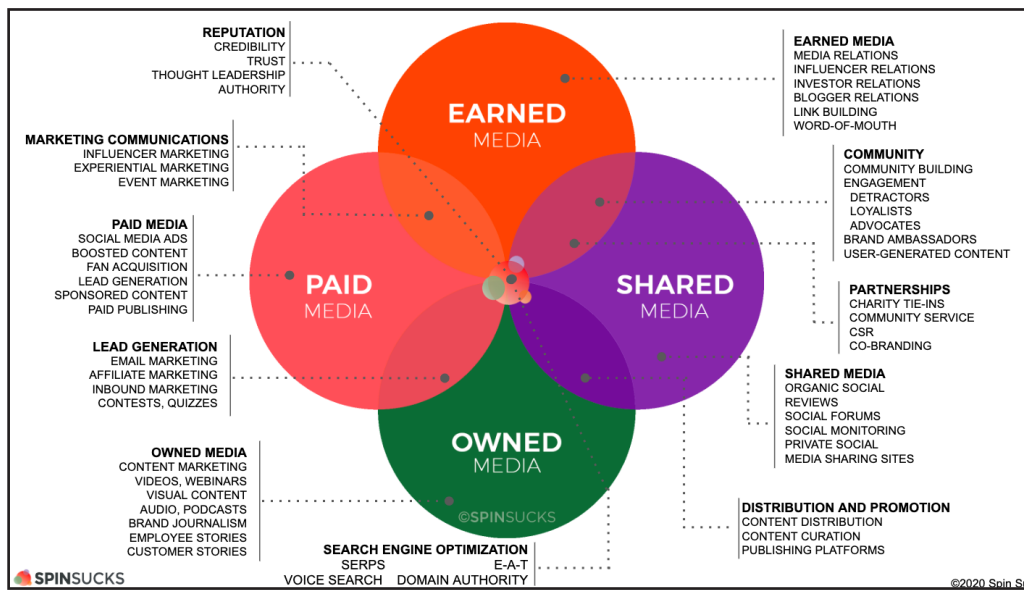 REPUTATION
CREDIBILITY
TRUST
THOUGHT LEADERSHIP
AUTHORITY
MARKETING COMMUNICATIONS
INFLUENCER MARKETING
EXPERIENTIAL MARKETING
EVENT MARKETING
PAID MEDIA
SOCIAL MEDIA ADS
BOOSTED CONTENT
FAN ACQUISITION
LEAD GENERATION
SPONSORED CONTENT
PAID PUBLISHING
LEAD GENERATION
EMAIL MARKETING
AFFILIATE MARKETING
INBOUND MARKETING
CONTESTS, QUIZZES
OWNED MEDIA
CONTENT MARKETING
VIDEOS, WEBINARS
VISUAL CONTENT
AUDIO, PODCASTS
BRAND JOURNALISM
EMPLOYEE STORIES
CUSTOMER STORIES
EARNED
MEDIA
PAID
MEDIA
SHARED
MEDIA
OWNED
MEDIA
©SPINSUCKS
EARNED MEDIA
MEDIA RELATIONS
INFLUENCER RELATIONS
INVESTOR RELATIONS
BLOGGER RELATIONS
LINK BUILDING
WORD-OF-MOUTH
COMMUNITY
COMMUNITY BUILDING
ENGAGEMENT
DETRACTORS
LOYALISTS
ADVOCATES
BRAND AMBASSADORS
USER-GENERATED CONTENT
PARTNERSHIPS
CHARITY TIE-INS
COMMUNITY SERVICE
CSR
CO-BRANDING
SHARED MEDIA
ORGANIC SOCIAL
REVIEWS
SOCIAL FORUMS
SOCIAL MONITORING
PRIVATE SOCIAL
MEDIA SHARING SITES
DISTRIBUTION AND PROMOTION
CONTENT DISTRIBUTION
CONTENT CURATION
PUBLISHING PLATFORMS
SEARCH ENGINE OPTIMIZATION
SERPS E-A-T
VOICE SEARCH DOMAIN AUTHORITY
SPINSUCKS
©2020 Spin